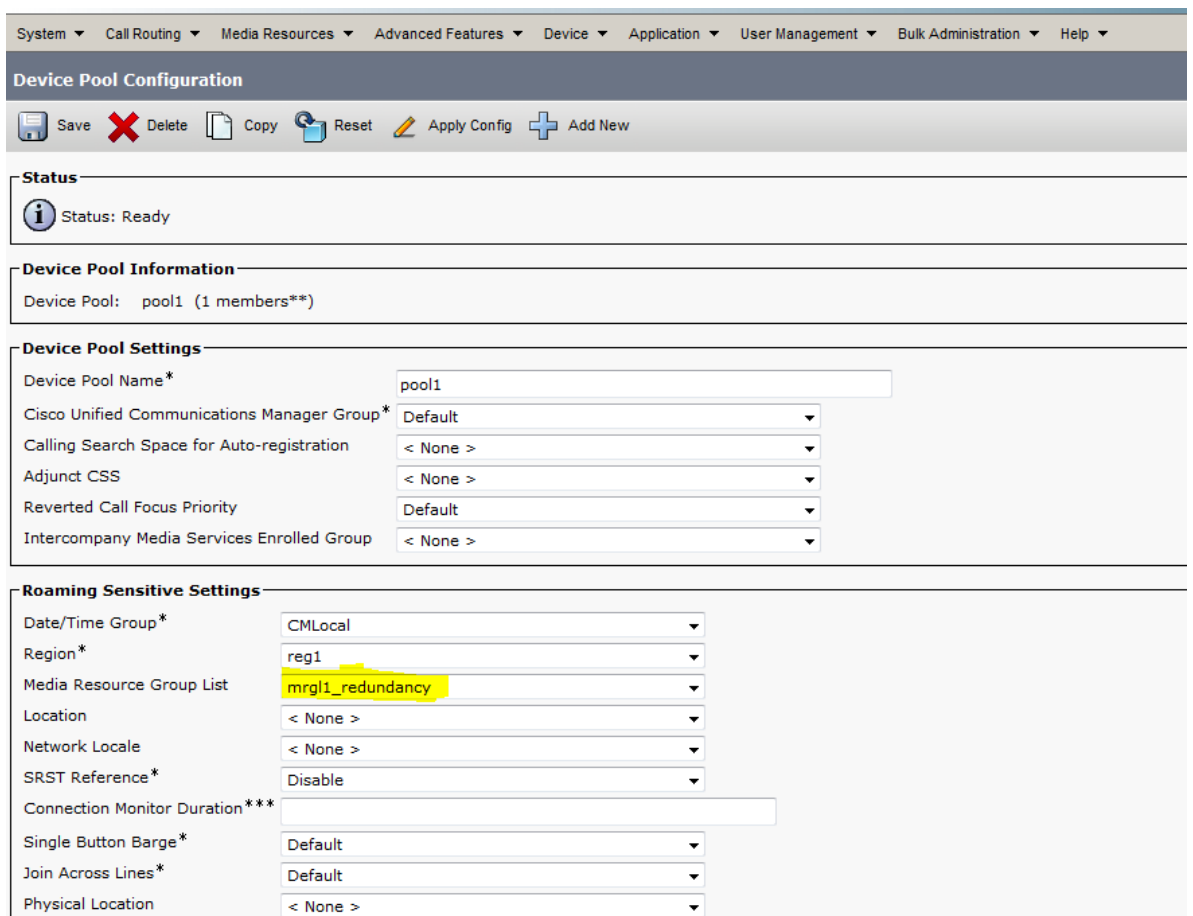 System Call Routing Media Resources Advanced Features Device Application User Management Bulk Administration Help
Device Pool Configuration
Save Delete Copy Reset Apply Config Add New
Status
Status: Ready
Device Pool Information
Device Pool: pool1 (1 members**)
Device Pool Settings
Device Pool Name* pool1
Cisco Unified Communications Manager Group* Default
Calling Search Space for Auto-registration < None >
Adjunct CSS < None >
Reverted Call Focus Priority Default
Intercompany Media Services Enrolled Group < None >
Roaming Sensitive Settings
Date/Time Group* CMLocal
Region* reg1
Media Resource Group List mrgl1_redundancy
Location < None >
Network Locale < None >
SRST Reference* Disable
Connection Monitor Duration***
Single Button Barge* Default
Join Across Lines* Default
Physical Location < None >